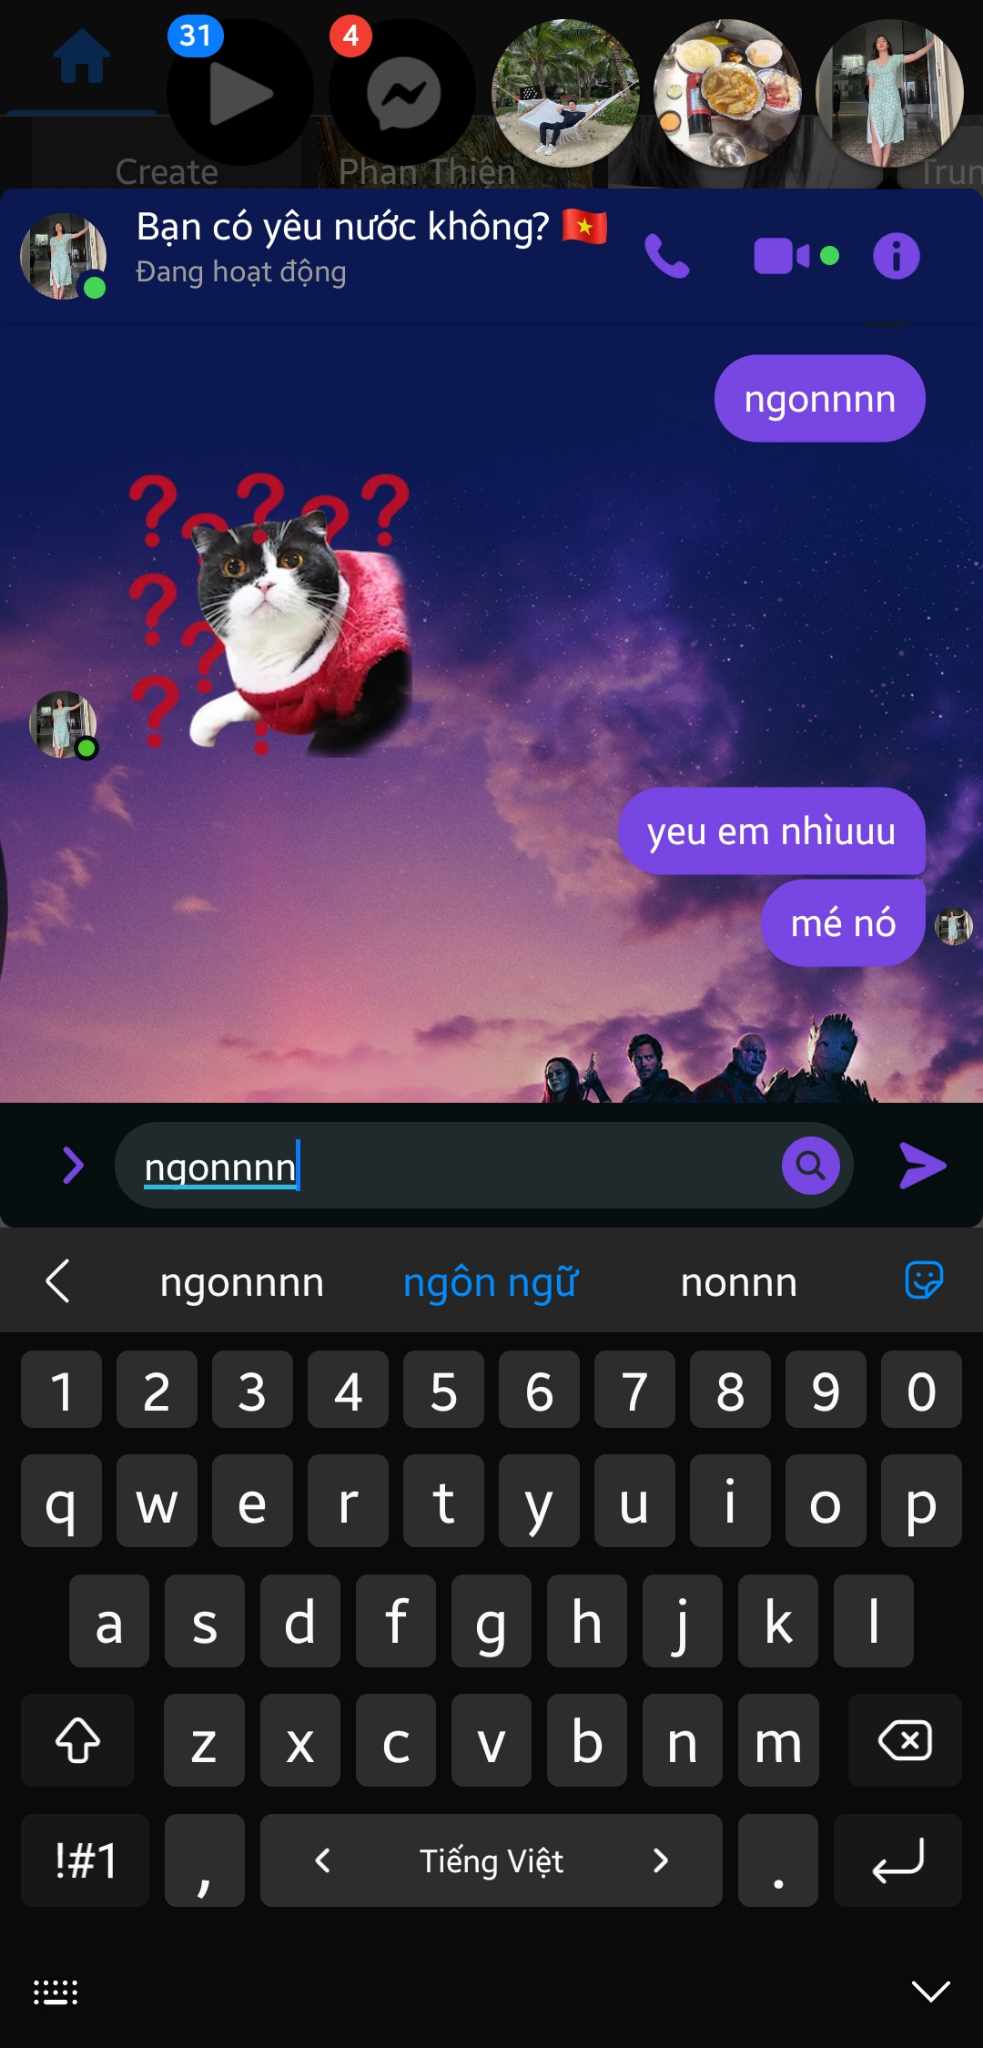 31
4
Create
Phan Thiện
Trun
Bạn có yêu nước không? 🇻🇳
Đang hoạt động
ngonnnn
? ? ? ? ?
?
?
?
yeu em nhìuuu
mé nó
ngonnnn
ngonnnn ngôn ngữ nonnn
1 2 3 4 5 6 7 8 9 0
q w e r t y u i o p
a s d f g h j k l
z x c v b n m
!#1 , < Tiếng Việt > .